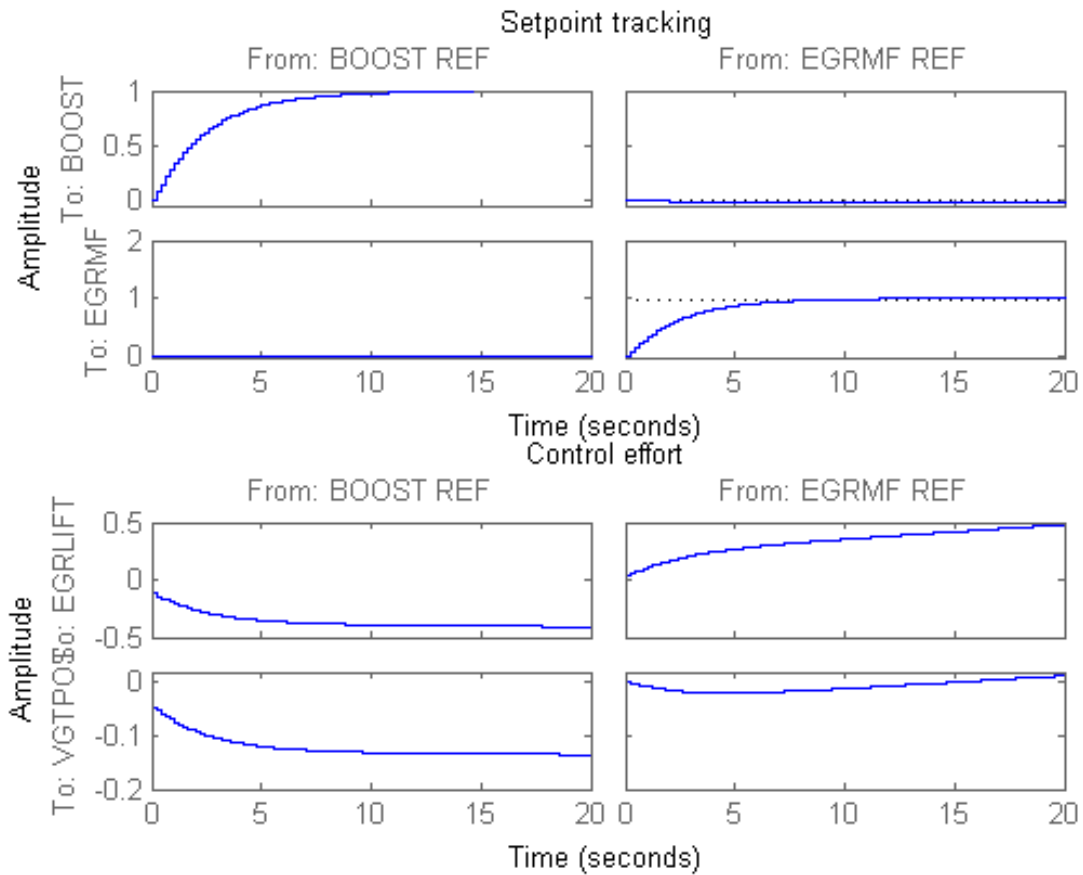 Setpoint tracking
From: BOOST REF
From: EGRMF REF
Amplitude
To: BOOST
1
0.5
0
To: EGRMF
2
1
0
0 5 10 15 20
0 5 10 15 20
Time (seconds)
Control effort
From: BOOST REF
From: EGRMF REF
Amplitude
o: EGRLIFT
0.5
0
-0.5
To: VGTPOS
0
-0.1
-0.2
0 5 10 15 20
0 5 10 15 20
Time (seconds)